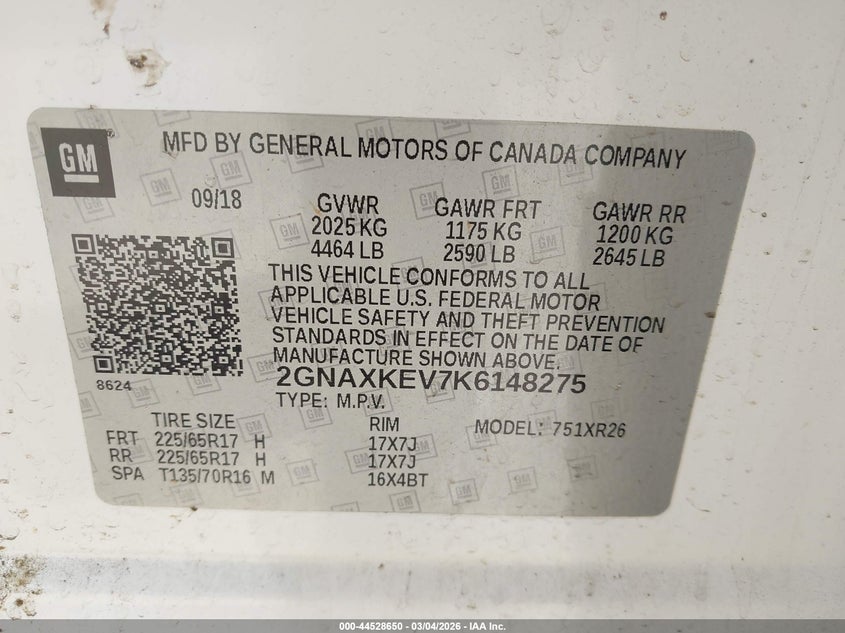 GM
MFD BY GENERAL MOTORS OF CANADA COMPANY
09/18
GVWR
2025 KG
4464 LB
GAWR FRT
1175 KG
2590 LB
GAWR RR
1200 KG
2645 LB
THIS VEHICLE CONFORMS TO ALL
APPLICABLE U.S. FEDERAL MOTOR
VEHICLE SAFETY AND THEFT PREVENTION
STANDARDS IN EFFECT ON THE DATE OF
MANUFACTURE SHOWN ABOVE.
8624
2GNAXKEV7K6148275
TYPE: M.P.V.
TIRE SIZE RIM MODEL: 751XR26
FRT 225/65R17 H 17X7J
RR 225/65R17 H 17X7J
SPA T135/70R16 M 16X4BT
000-44528650 - 03/04/2026 - IAA Inc.